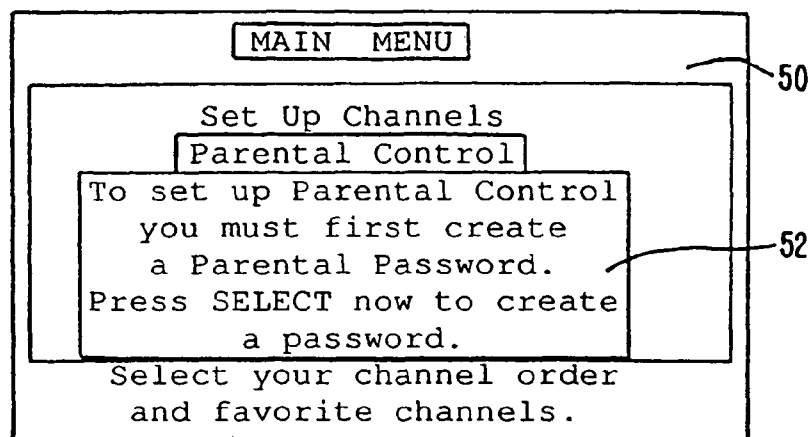 MAIN MENU
50
Set Up Channels
Parental Control
To set up Parental Control
you must first create
a Parental Password.
52
Press SELECT now to create
a password.
Select your channel order
and favorite channels.